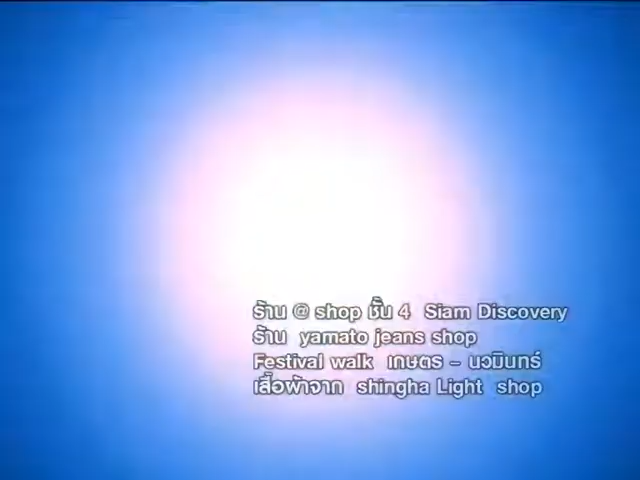 ร้าน @ shop ชั้น 4 Siam Discovery
ร้าน yamato jeans shop
Festival walk เกษตร - นวมินทร์
เสื้อผ้าจาก shingha Light shop